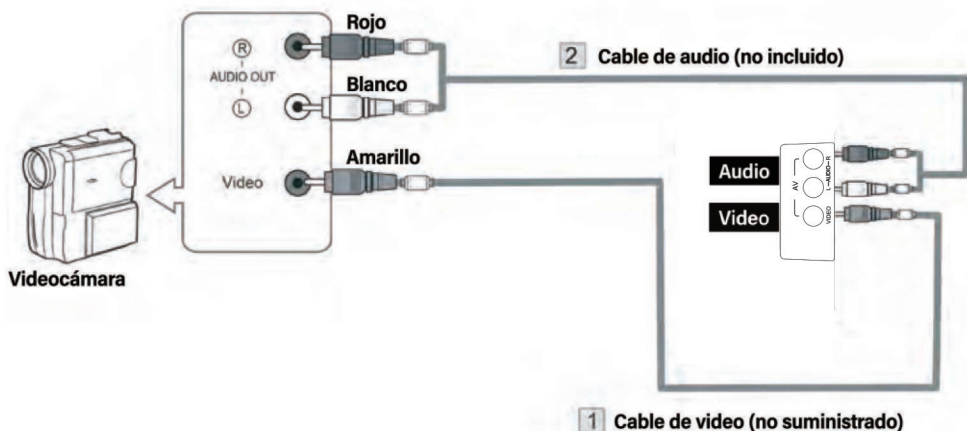 Rojo
R
AUDIO OUT
L
Blanco
Amarillo
Video
Videocámara
2 Cable de audio (no incluido)
Audio
Video
AV
L-AUDIO-R
VIDEO
1 Cable de video (no suministrado)